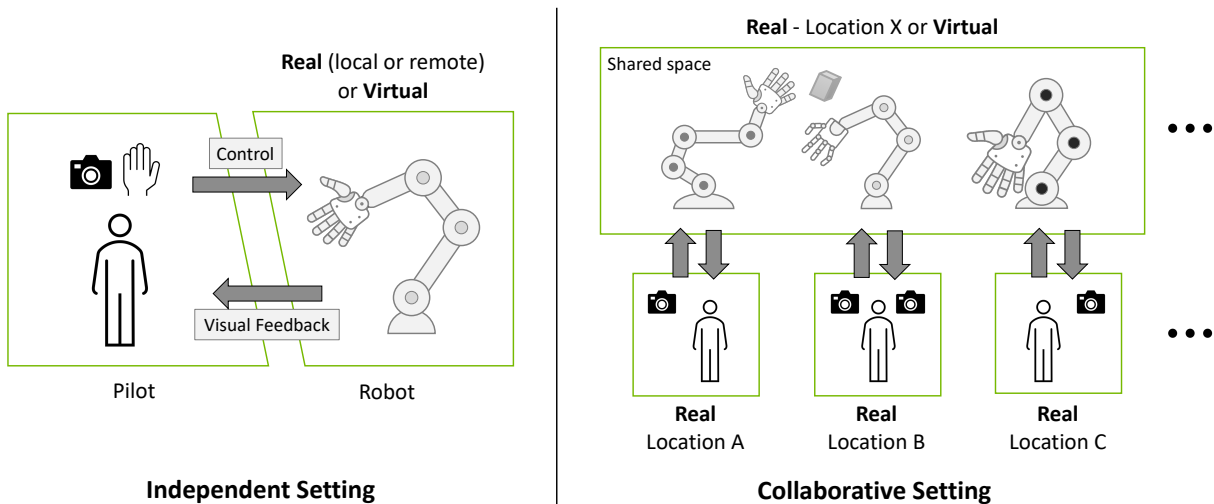 Real (local or remote)
or Virtual
Control
Visual Feedback
Pilot
Robot
Independent Setting
Real - Location X or Virtual
Shared space
•••
•••
Real
Location A
Real
Location B
Real
Location C
Collaborative Setting